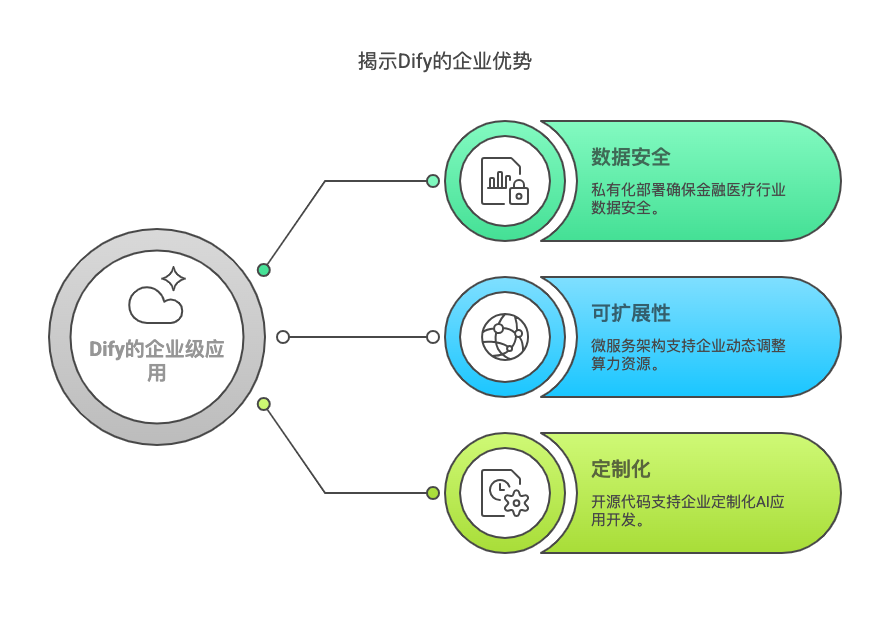 揭示Dify的企业优势
数据安全
私有化部署确保金融医疗行业
数据安全。
Dify的企业级应
用
可扩展性
微服务架构支持企业动态调整
算力资源。
定制化
开源代码支持企业定制化AI应
用开发。